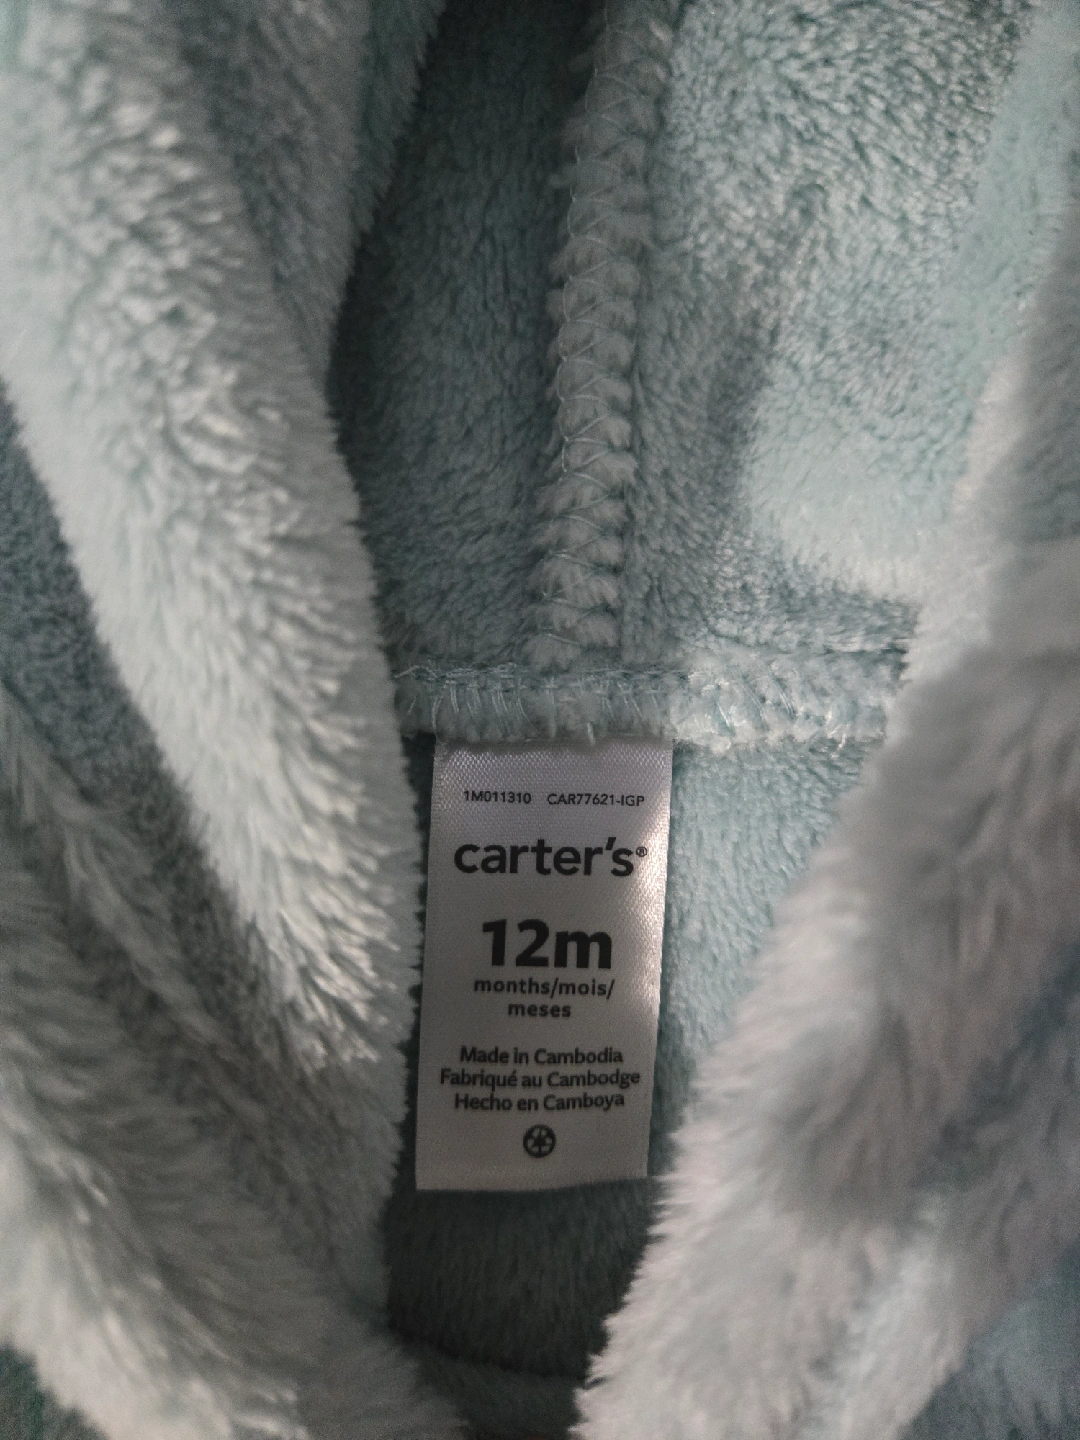 1M011310 CAR77621-IGP
carter's®
12m
months/mois/
meses
Made in Cambodia
Fabriqué au Cambodge
Hecho en Camboya